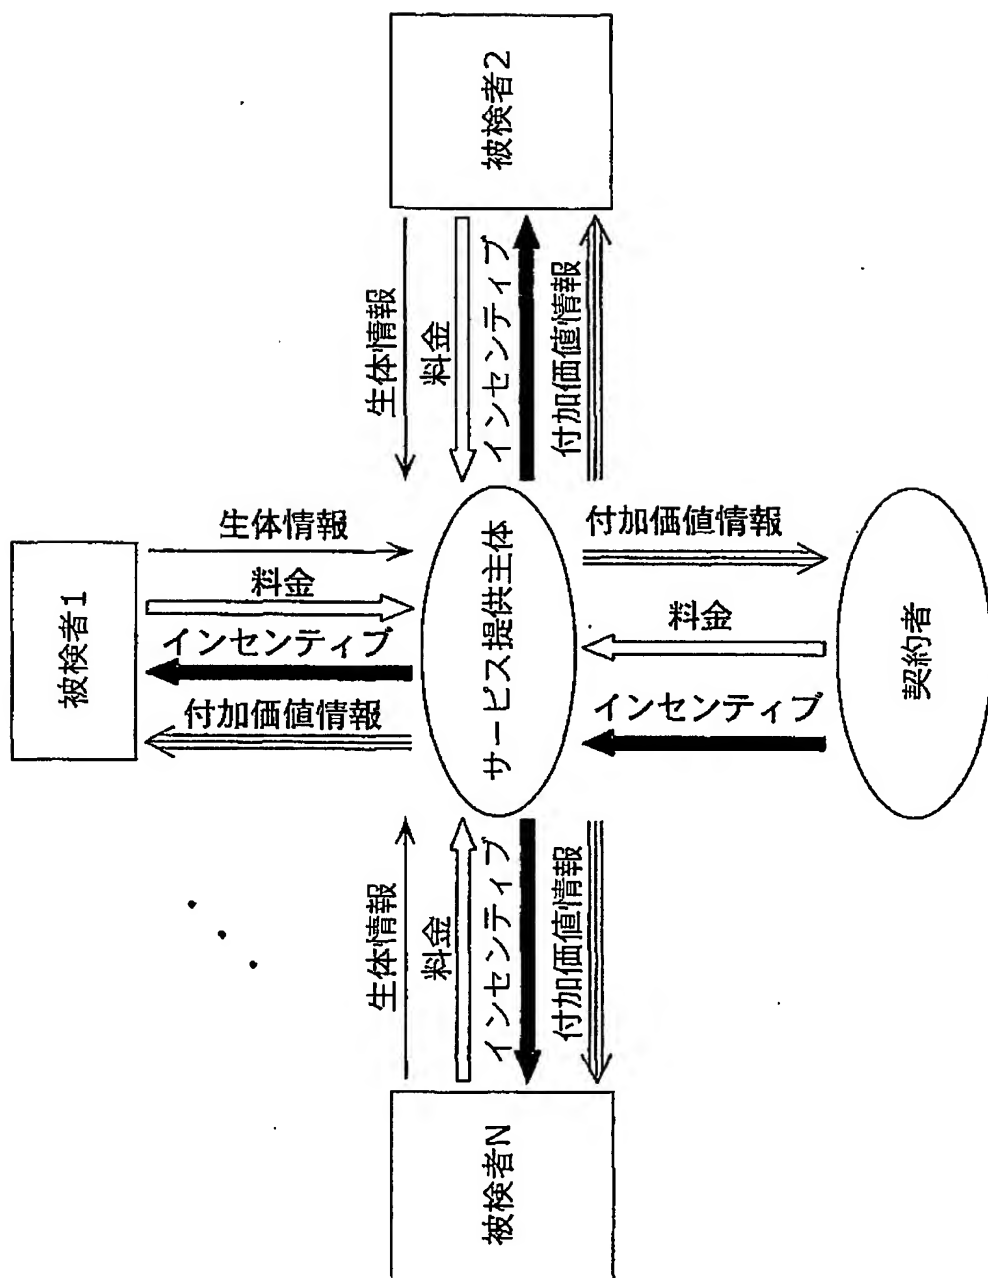 被検者2
生体情報
料金
インセンティブ
付加価値情報
被検者1
生体情報
料金
インセンティブ
付加価値情報
サービス提供主体
付加価値情報
料金
インセンティブ
契約者
生体情報
料金
インセンティブ
付加価値情報
被検者N